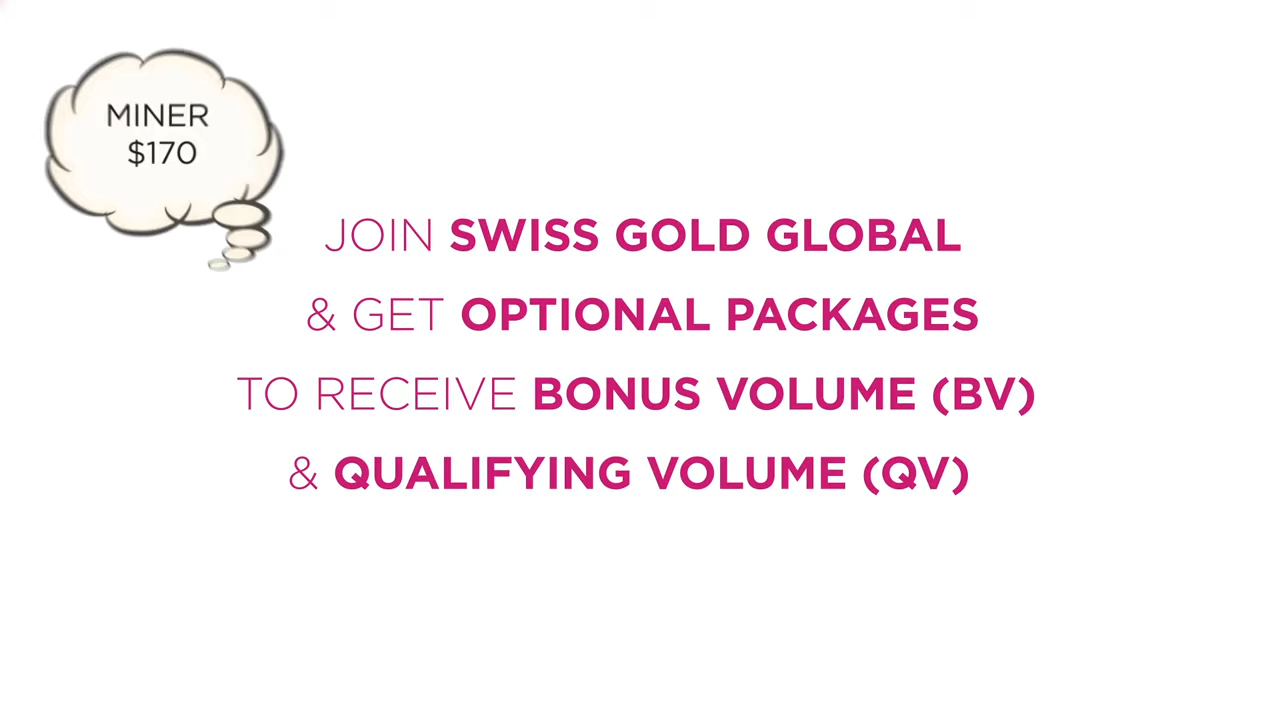 MINER
$170
JOIN SWISS GOLD GLOBAL
& GET OPTIONAL PACKAGES
TO RECEIVE BONUS VOLUME (BV)
& QUALIFYING VOLUME (QV)